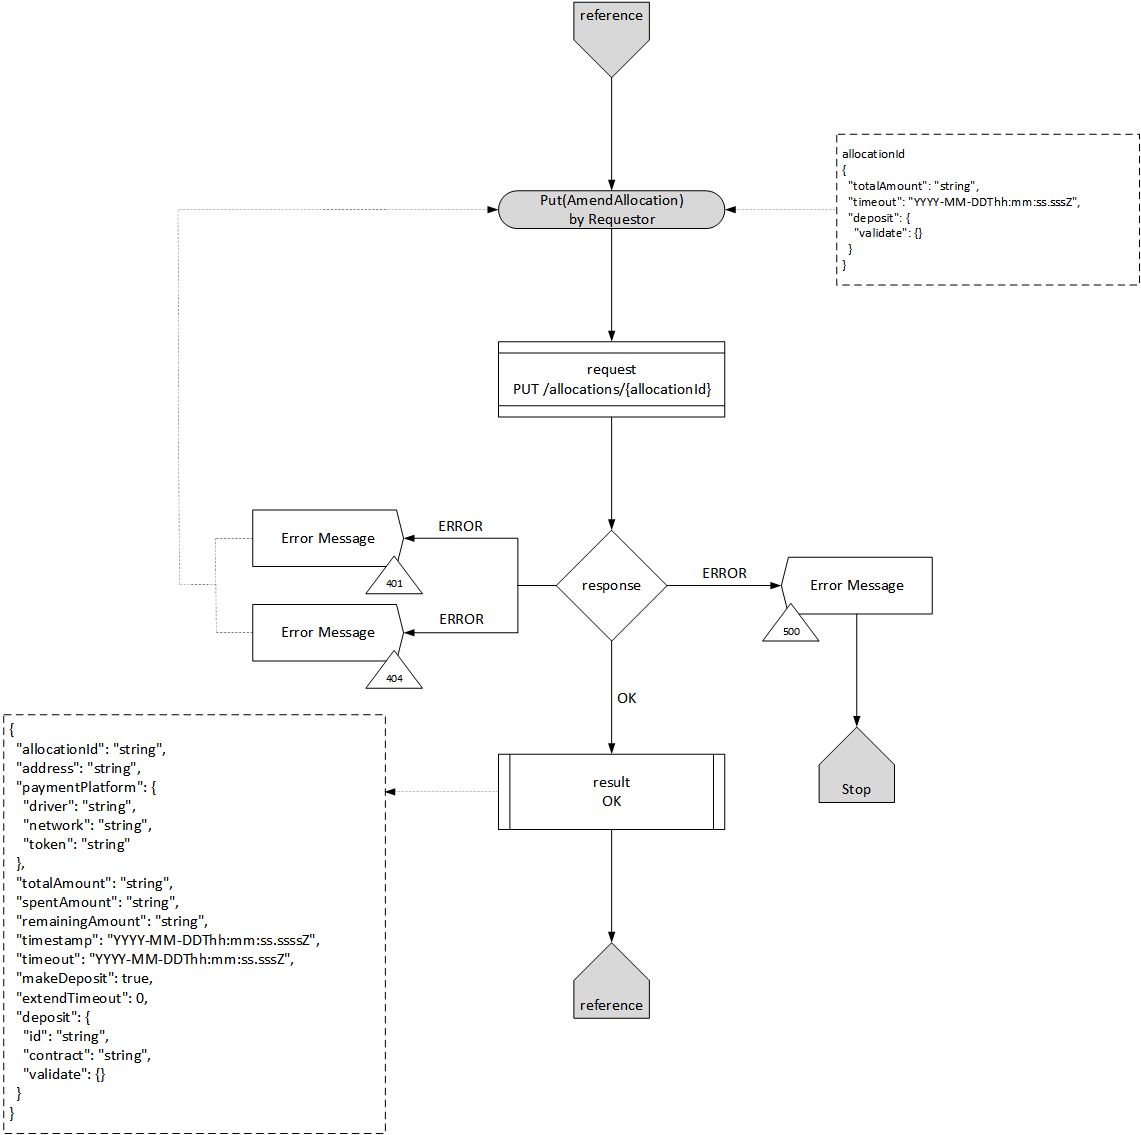 reference
allocationId
{
"totalAmount": "string",
"timeout": "YYYY-MM-DDThh:mm:ss.sssZ",
"deposit": {
"validate": {}
}
}
Put(AmendAllocation)
by Requestor
request
PUT /allocations/{allocationId}
Error Message
401
ERROR
response
ERROR
Error Message
500
Error Message
404
ERROR
OK
Stop
{
"allocationId": "string",
"address": "string",
"paymentPlatform": {
"driver": "string",
"network": "string",
"token": "string"
},
"totalAmount": "string",
"spentAmount": "string",
"remainingAmount": "string",
"timestamp": "YYYY-MM-DDThh:mm:ss.ssssZ",
"timeout": "YYYY-MM-DDThh:mm:ss.sssZ",
"makeDeposit": true,
"extendTimeout": 0,
"deposit": {
"id": "string",
"contract": "string",
"validate": {}
}
}
result
OK
reference